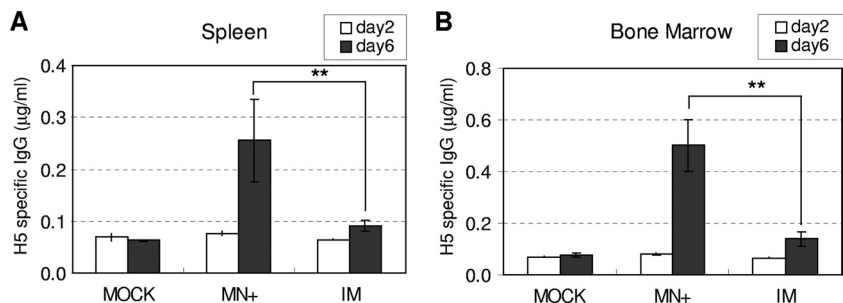 A
Spleen
day2
day6
H5 specific IgG (μg/ml)
0.4
0.3
0.2
0.1
0.0
**
MOCK
MN+
IM
B
Bone Marrow
day2
day6
H5 specific IgG (μg/ml)
0.8
0.6
0.4
0.2
0.0
**
MOCK
MN+
IM